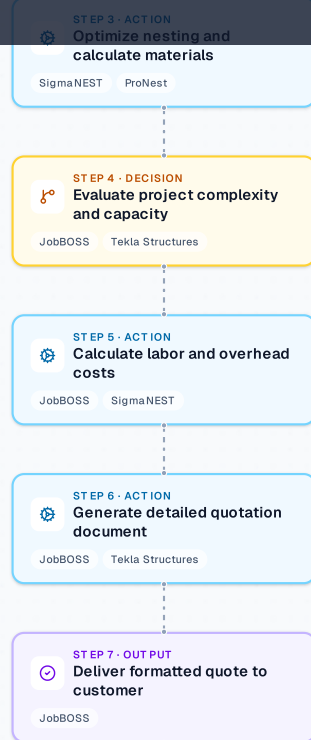 STEP 3 · ACTION
Optimize nesting and
calculate materials
SigmaNEST ProNest
STEP 4 · DECISION
Evaluate project complexity
and capacity
JobBOSS Tekla Structures
STEP 5 · ACTION
Calculate labor and overhead
costs
JobBOSS SigmaNEST
STEP 6 · ACTION
Generate detailed quotation
document
JobBOSS Tekla Structures
STEP 7 · OUTPUT
Deliver formatted quote to
customer
JobBOSS